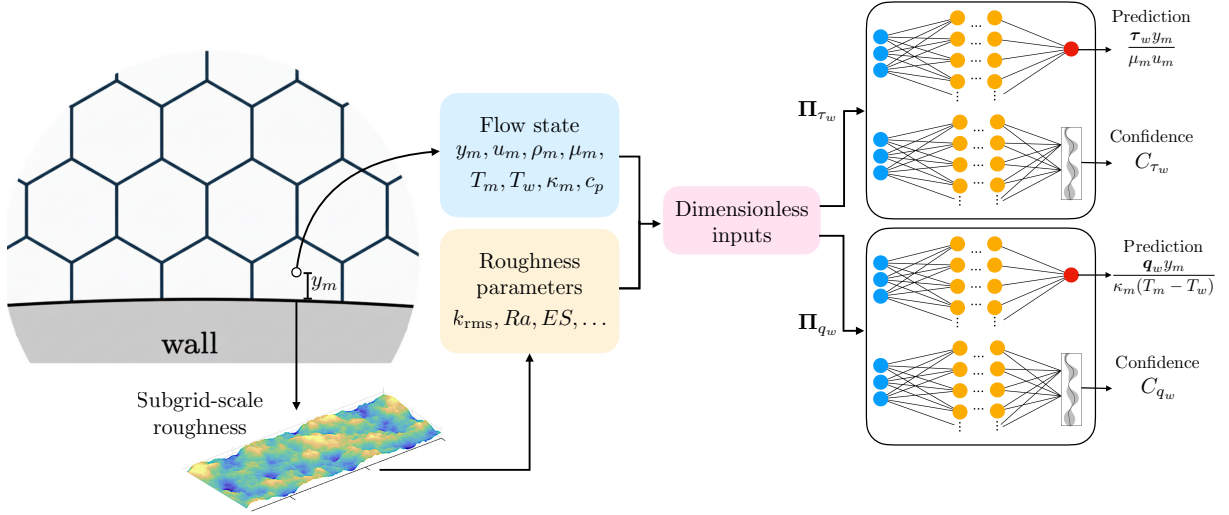 wall
y_m
Subgrid-scale
roughness
Flow state
y_m, u_m, ρ_m, μ_m,
T_m, T_w, κ_m, c_p
Roughness
parameters
k_rms, Ra, ES, ...
Dimensionless
inputs
Π_{τ_w}
Π_{q_w}
Prediction
τ_w y_m
μ_m u_m
Confidence
C_{τ_w}
Prediction
q_w y_m
κ_m(T_m − T_w)
Confidence
C_{q_w}